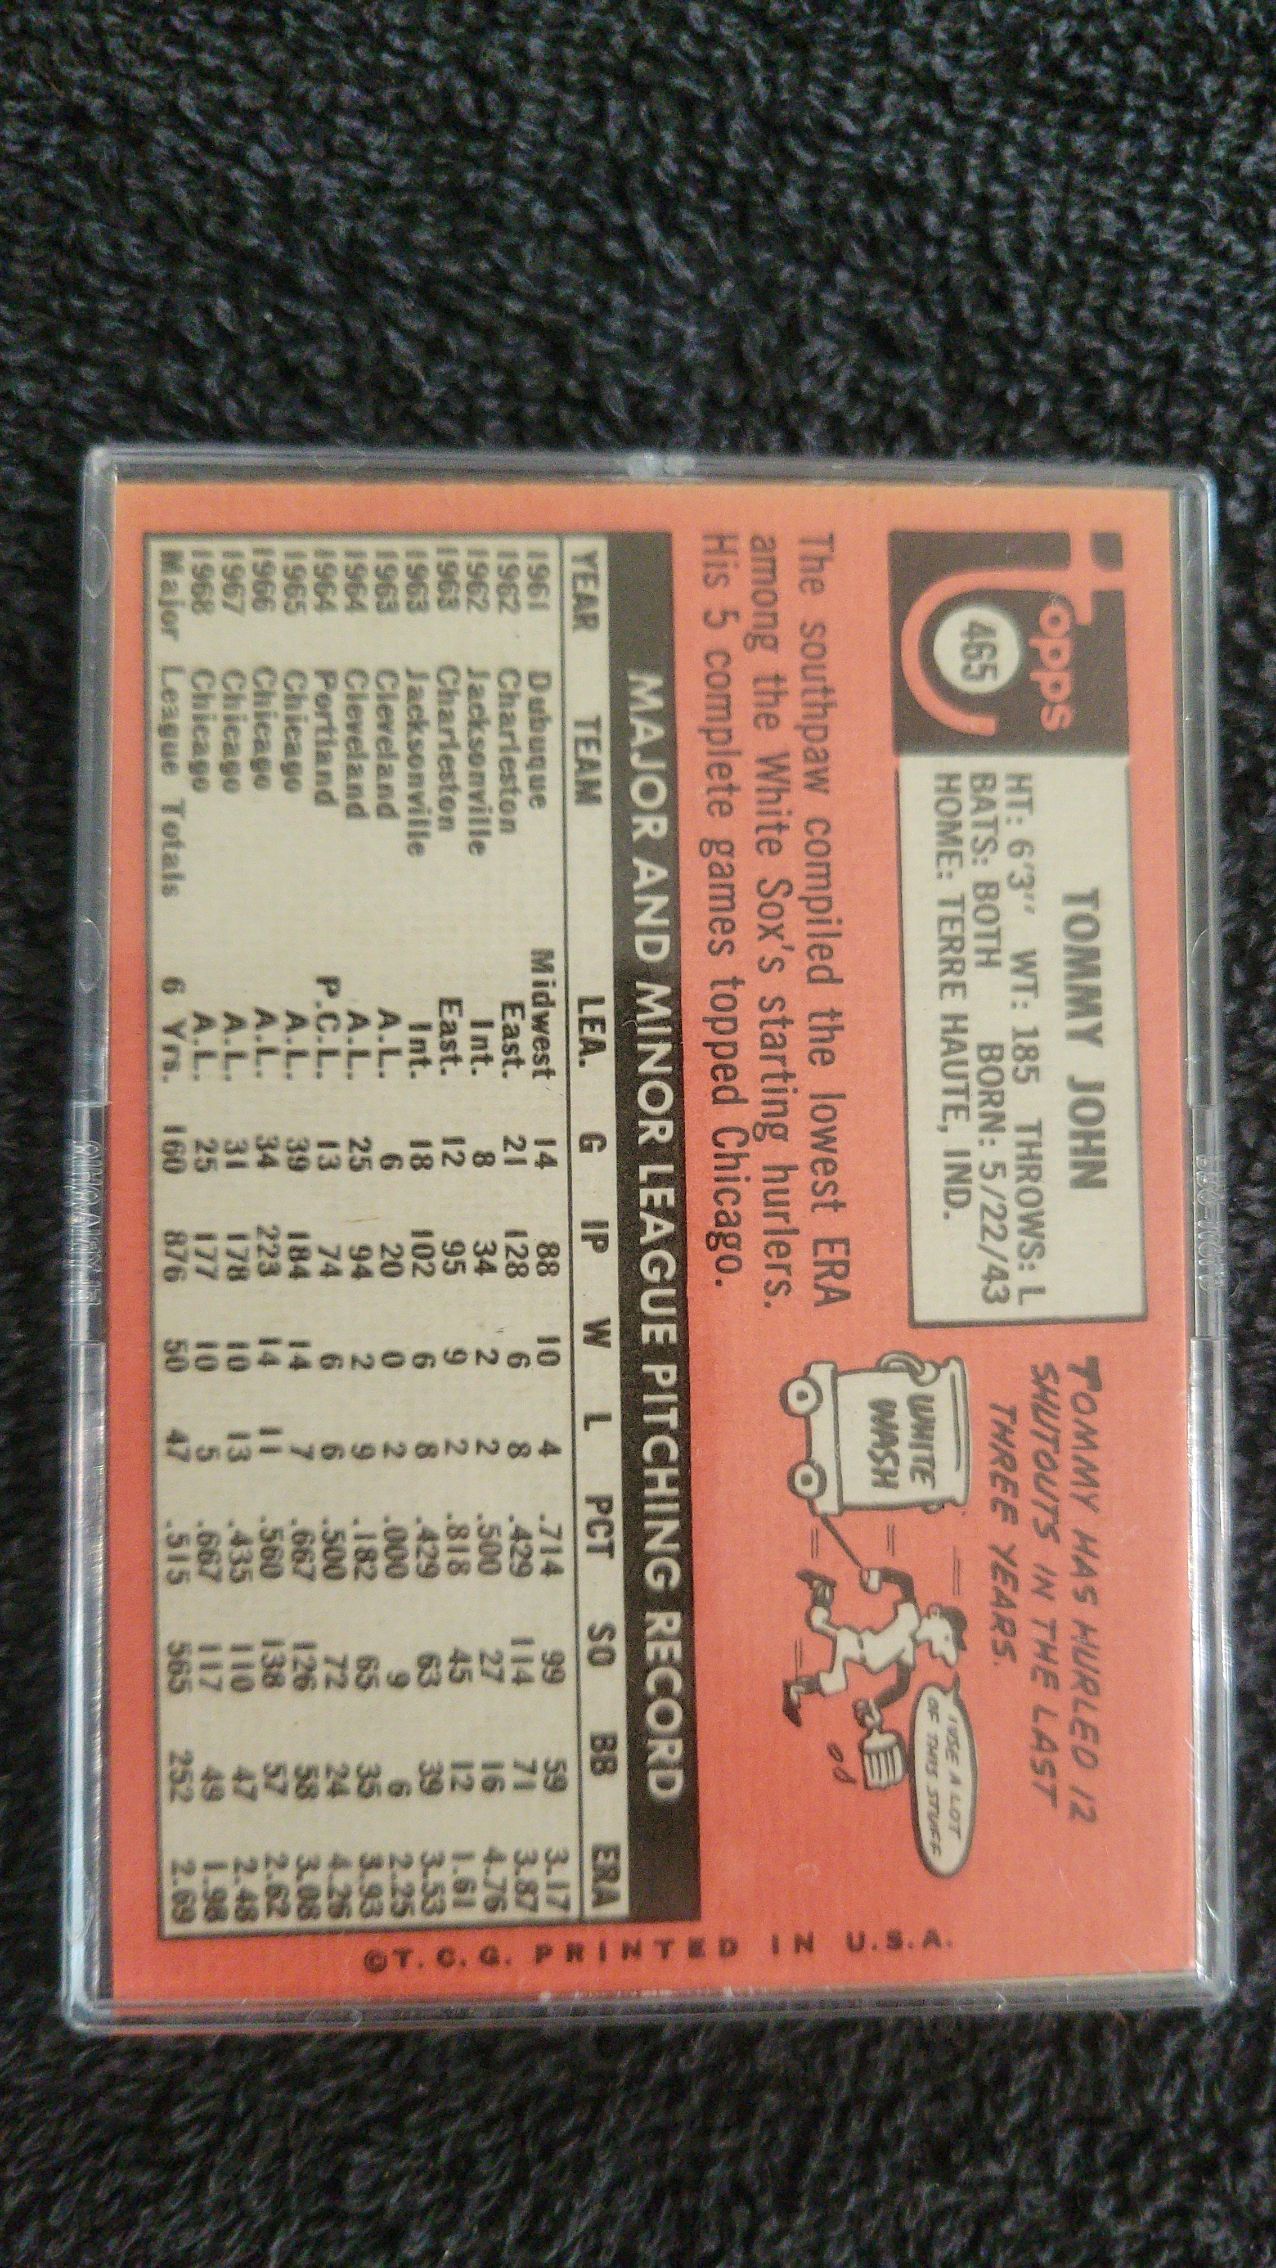 Topps
465
TOMMY JOHN
HT: 6'3" WT: 185 THROWS: L
BATS: BOTH BORN: 5/22/43
HOME: TERRE HAUTE, IND.
TOMMY HAS HURLED 12
SHUTOUTS IN THE LAST
THREE YEARS.
WHITE
WASH
I USE A LOT
OF THIS STUFF
The southpaw compiled the lowest ERA
among the White Sox's starting hurlers.
His 5 complete games topped Chicago.
MAJOR AND MINOR LEAGUE PITCHING RECORD
YEAR TEAM LEA. G IP W L PCT SO BB ERA
1961 Dubuque Midwest 14 88 10 4 .714 99 59 3.17
1962 Charleston East. 21 128 6 8 .429 114 71 3.87
1962 Jacksonville Int. 8 34 2 2 .500 27 16 4.76
1963 Charleston East. 12 95 9 2 .818 45 12 1.61
1963 Jacksonville Int. 18 102 6 8 .429 63 39 3.53
1963 Cleveland A.L. 6 20 0 2 .000 9 6 2.25
1964 Cleveland A.L. 25 94 2 9 .182 65 35 3.93
1964 Portland P.C.L. 13 74 6 6 .500 72 24 4.26
1965 Chicago A.L. 39 184 14 7 .667 126 58 3.08
1966 Chicago A.L. 34 223 14 11 .560 138 57 2.62
1967 Chicago A.L. 31 178 10 13 .435 110 47 2.48
1968 Chicago A.L. 25 177 10 5 .667 117 49 1.98
Major League Totals 6 Yrs. 160 876 50 47 .515 565 252 2.69
©T.C.G. PRINTED IN U.S.A.